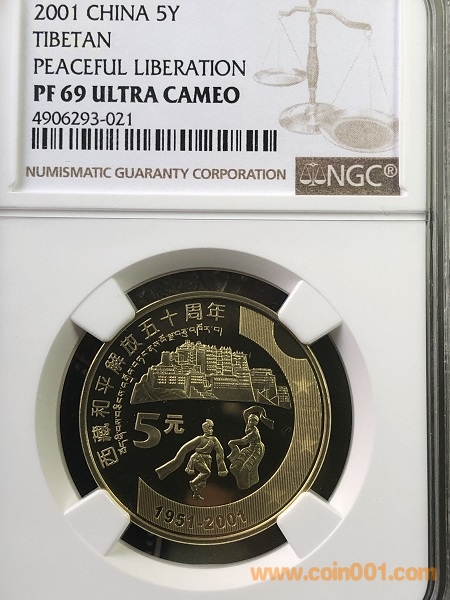 2001 CHINA 5Y
TIBETAN
PEACEFUL LIBERATION
PF 69 ULTRA CAMEO
4906293-021
NUMISMATIC GUARANTY CORPORATION
NGC®
西藏和平解放五十周年
5元
1951-2001
www.coin001.com